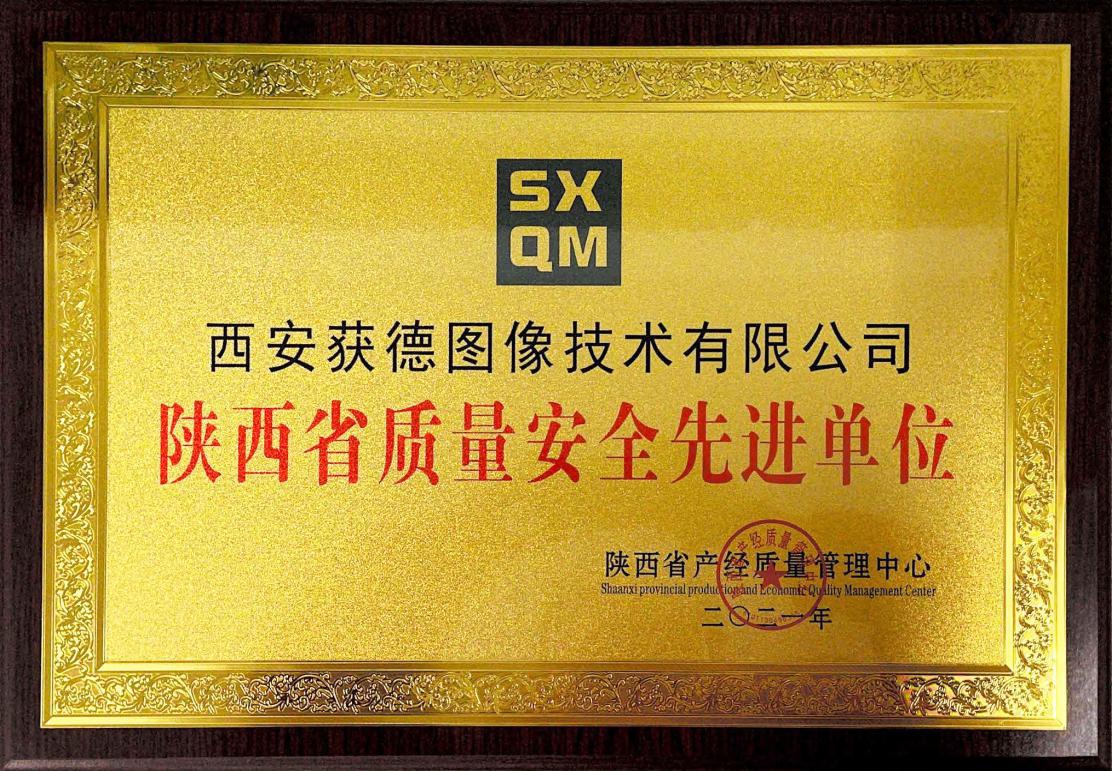 SX
QM
西安获德图像技术有限公司
陕西省质量安全先进单位
陕西省产经质量管理中心
Shaanxi provincial production and Economic Quality Management Center
二〇二一年